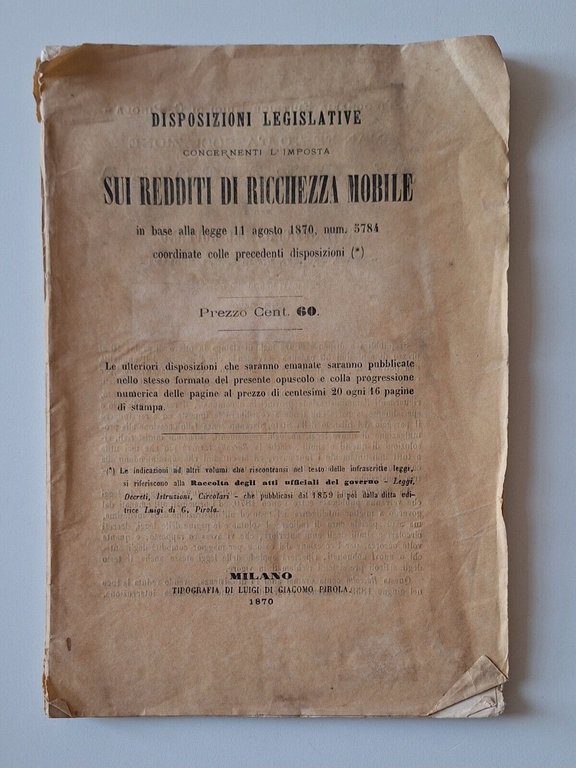 DISPOSIZIONI LEGISLATIVE
CONCERNENTI L'IMPOSTA
SUI REDDITI DI RICCHEZZA MOBILE
in base alla legge 11 agosto 1870, num. 5784
coordinate colle precedenti disposizioni (*)
Prezzo Cent. 60.
Le ulteriori disposizioni che saranno emanate saranno pubblicate
nello stesso formato del presente opuscolo e colla progressione
numerica delle pagine al prezzo di centesimi 20 ogni 16 pagine
di stampa.
(*) Le indicazioni ad altri volumi che riscontransi nel testo delle infrascritte leggi,
si riferiscono alla Raccolta degli atti ufficiali del governo - Leggi,
Decreti, Istruzioni, Circolari - che pubblicasi dal 1859 in poi dalla ditta edi-
trice Luigi di G. Pirola.
MILANO
TIPOGRAFIA DI LUIGI DI GIACOMO PIROLA.
1870